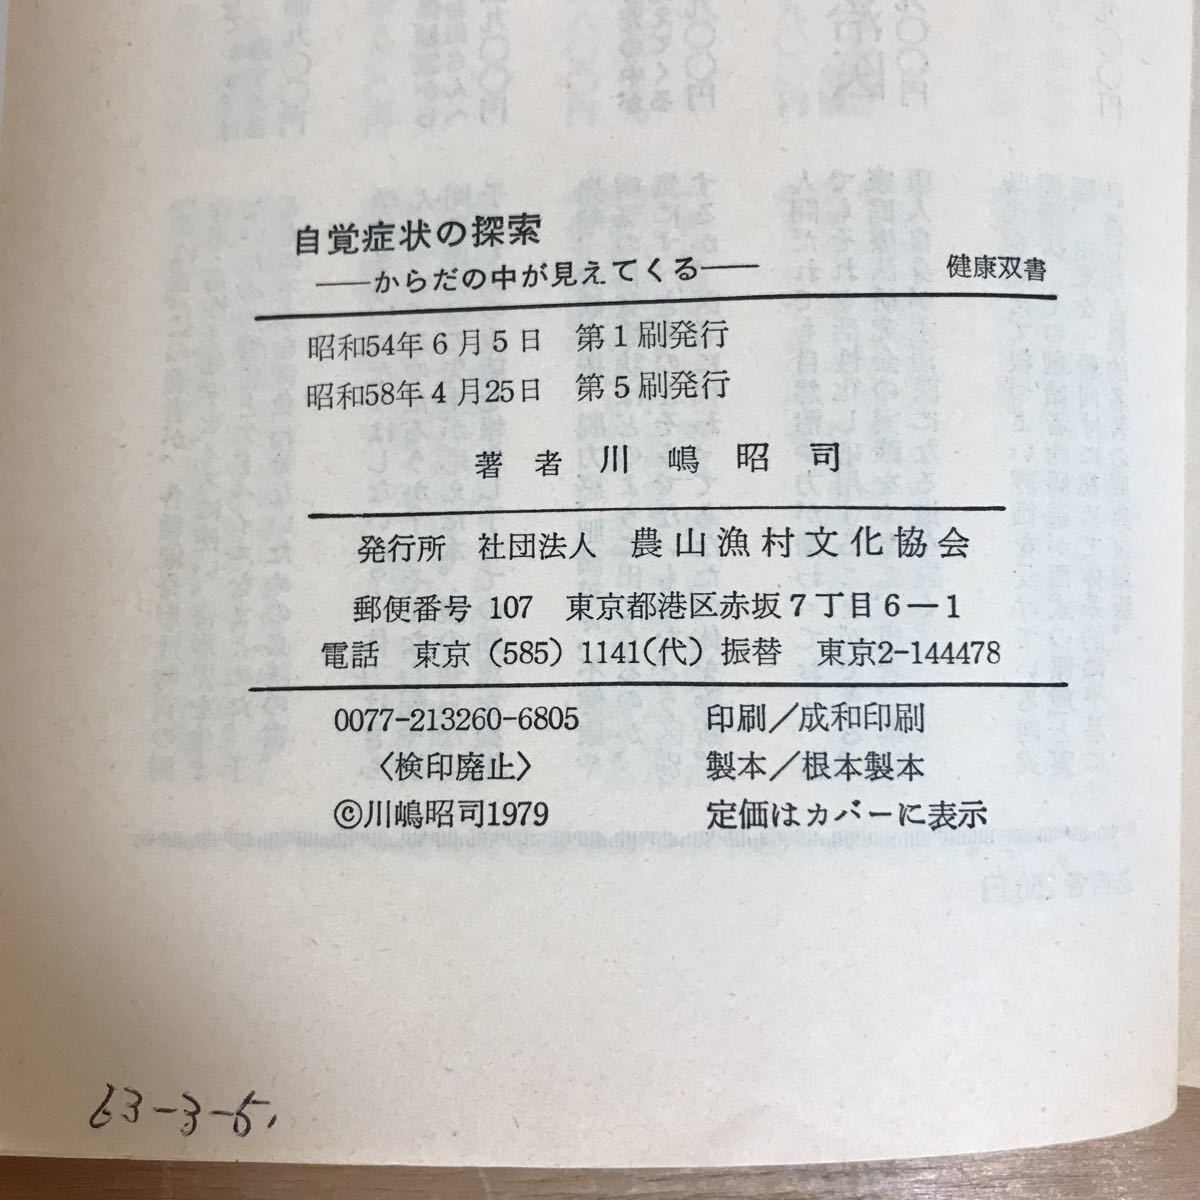 自覚症状の探索
――からだの中が見えてくる――
健康双書
昭和54年6月5日　第1刷発行
昭和58年4月25日　第5刷発行
著者　川嶋昭司
発行所　社団法人　農山漁村文化協会
郵便番号 107　東京都港区赤坂7丁目6―1
電話　東京（585）1141(代)　振替　東京2-144478
0077-213260-6805　印刷／成和印刷
〈検印廃止〉　製本／根本製本
©川嶋昭司1979　定価はカバーに表示
63-3-5,